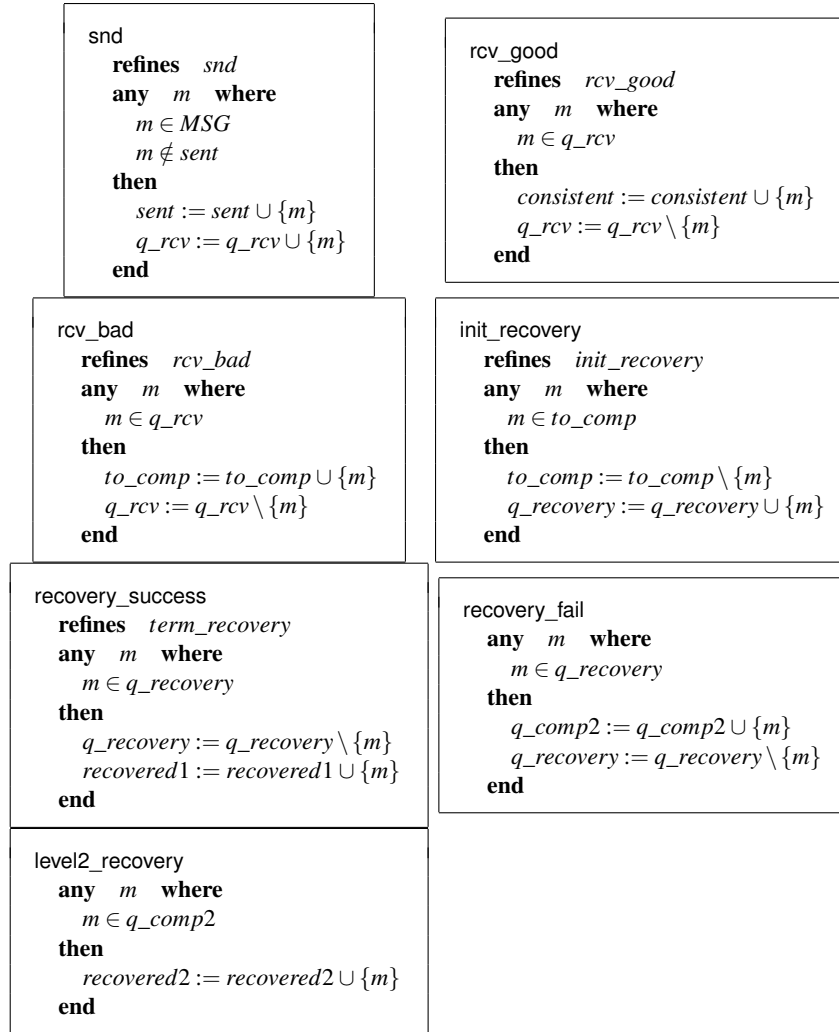 snd
refines snd
any m where
m ∈ MSG
m ∉ sent
then
sent := sent ∪ {m}
q_rcv := q_rcv ∪ {m}
end
rcv_good
refines rcv_good
any m where
m ∈ q_rcv
then
consistent := consistent ∪ {m}
q_rcv := q_rcv \ {m}
end
rcv_bad
refines rcv_bad
any m where
m ∈ q_rcv
then
to_comp := to_comp ∪ {m}
q_rcv := q_rcv \ {m}
end
init_recovery
refines init_recovery
any m where
m ∈ to_comp
then
to_comp := to_comp \ {m}
q_recovery := q_recovery ∪ {m}
end
recovery_success
refines term_recovery
any m where
m ∈ q_recovery
then
q_recovery := q_recovery \ {m}
recovered1 := recovered1 ∪ {m}
end
recovery_fail
any m where
m ∈ q_recovery
then
q_comp2 := q_comp2 ∪ {m}
q_recovery := q_recovery \ {m}
end
level2_recovery
any m where
m ∈ q_comp2
then
recovered2 := recovered2 ∪ {m}
end